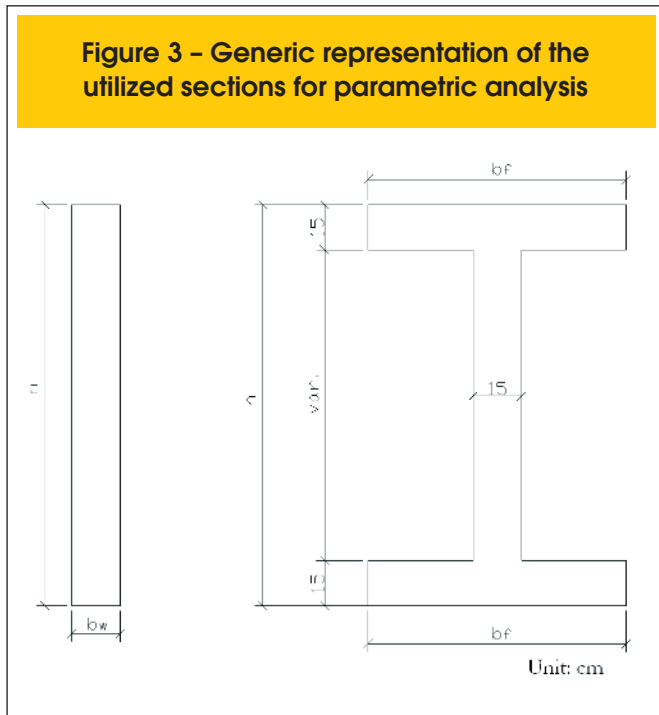 Figure 3 – Generic representation of the
utilized sections for parametric analysis
bf
15
h
h
var.
15
15
bw
bf
Unit: cm